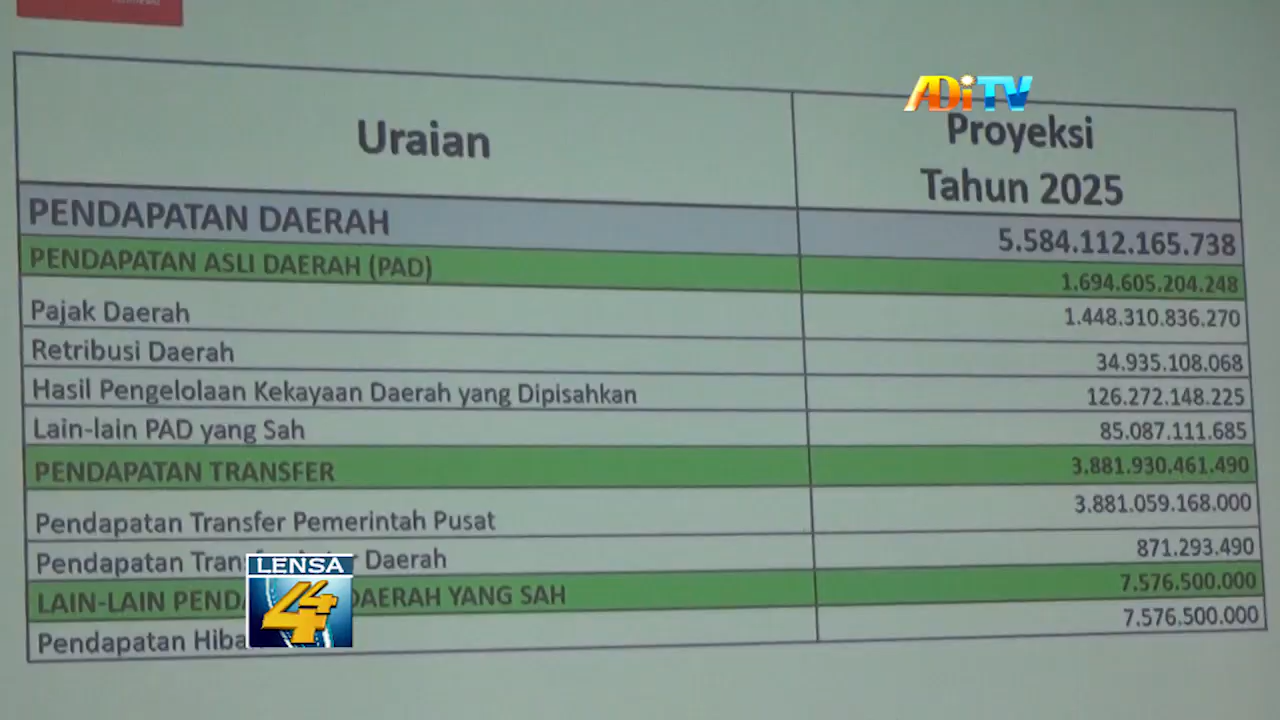 ADiTV
Uraian
Proyeksi
Tahun 2025
PENDAPATAN DAERAH 5.584.112.165.738
PENDAPATAN ASLI DAERAH (PAD) 1.694.605.204.248
Pajak Daerah 1.448.310.836.270
Retribusi Daerah 34.935.108.068
Hasil Pengelolaan Kekayaan Daerah yang Dipisahkan 126.272.148.225
Lain-lain PAD yang Sah 85.087.111.685
PENDAPATAN TRANSFER 3.881.930.461.490
Pendapatan Transfer Pemerintah Pusat 3.881.059.168.000
Pendapatan Daerah 871.293.490
LAIN-LAIN DAERAH YANG SAH 7.576.500.000
Pendapatan 7.576.500.000
LENSA
44